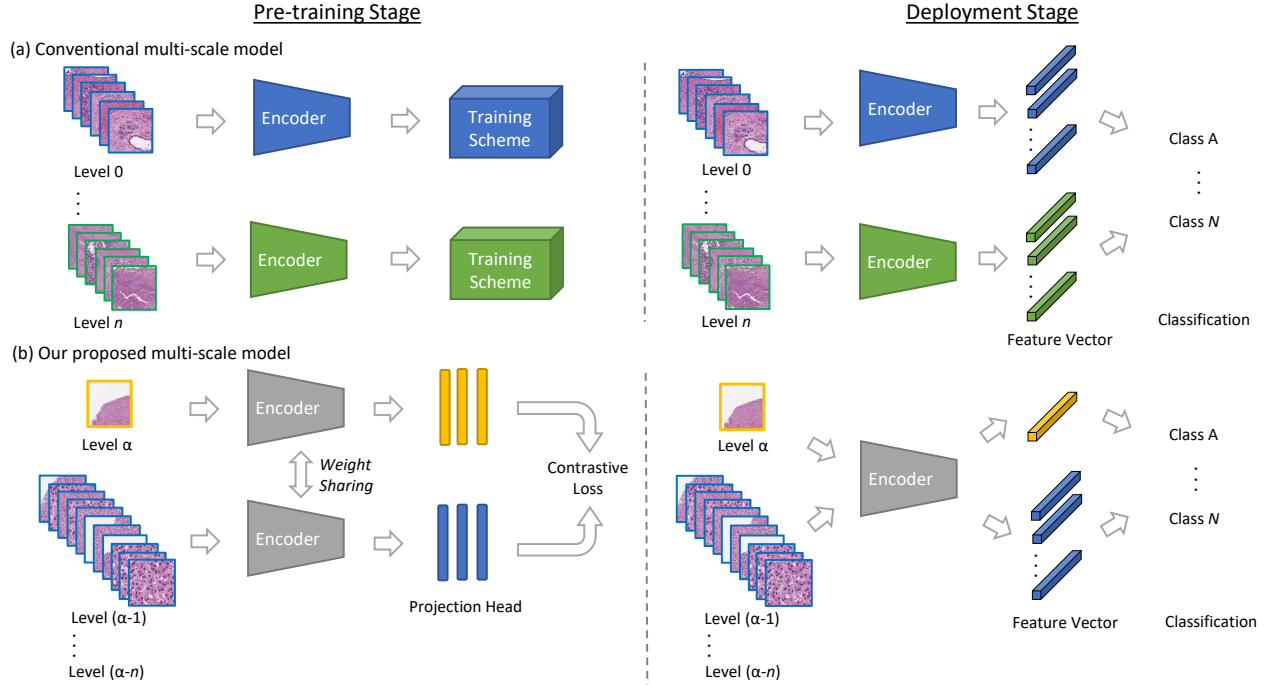 Pre-training Stage
Deployment Stage
(a) Conventional multi-scale model
Encoder
Training
Scheme
Level 0
Encoder
Training
Scheme
Level n
Encoder
Level 0
Encoder
Level n
Class A
Class N
Feature Vector
Classification
(b) Our proposed multi-scale model
Encoder
Level α
Weight
Sharing
Contrastive
Loss
Encoder
Level (α-1)
Projection Head
Level (α-n)
Level α
Encoder
Class A
Class N
Level (α-1)
Feature Vector
Classification
Level (α-n)